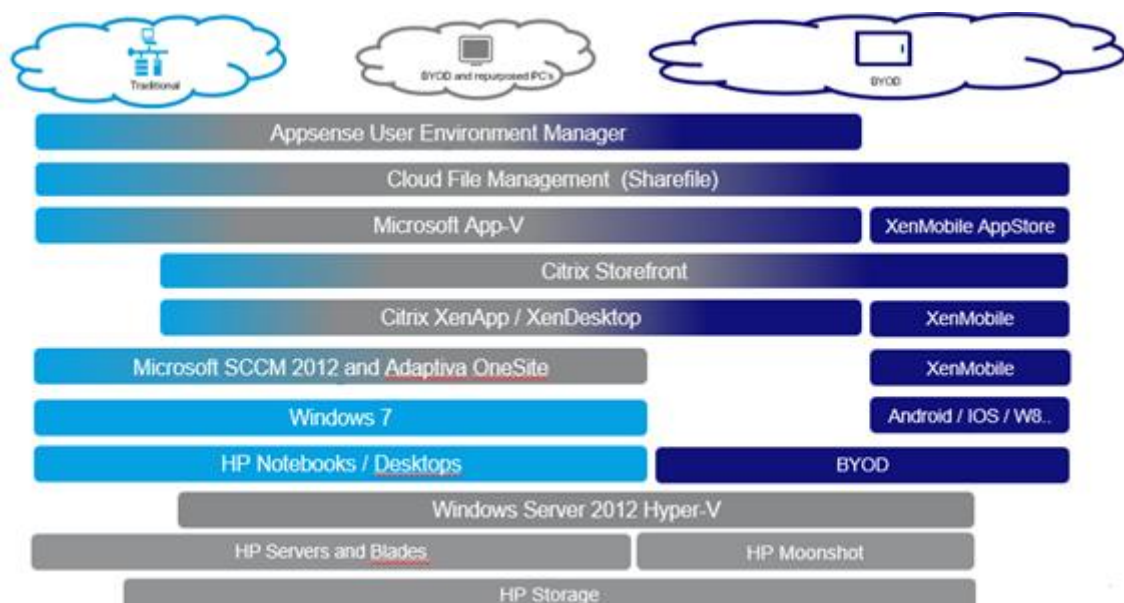 Traditional
BYOD and repurposed PC's
BYOD
Appsense User Environment Manager
Cloud File Management (Sharefile)
Microsoft App-V
XenMobile AppStore
Citrix Storefront
Citrix XenApp / XenDesktop
XenMobile
Microsoft SCCM 2012 and Adaptiva OneSite
XenMobile
Windows 7
Android / IOS / W8..
HP Notebooks / Desktops
BYOD
Windows Server 2012 Hyper-V
HP Servers and Blades
HP Moonshot
HP Storage